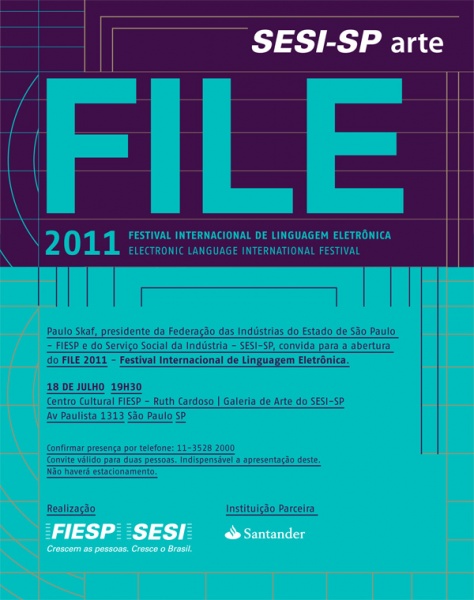 SESI-SP arte
FILE
2011 FESTIVAL INTERNACIONAL DE LINGUAGEM ELETRÔNICA
ELECTRONIC LANGUAGE INTERNATIONAL FESTIVAL
Paulo Skaf, presidente da Federação das Indústrias do Estado de São Paulo
– FIESP e do Serviço Social da Indústria – SESI-SP, convida para a abertura
do FILE 2011 – Festival Internacional de Linguagem Eletrônica.
18 DE JULHO 19H30
Centro Cultural FIESP – Ruth Cardoso | Galeria de Arte do SESI-SP
Av Paulista 1313 São Paulo SP
Confirmar presença por telefone: 11-3528 2000
Convite válido para duas pessoas. Indispensável a apresentação deste.
Não haverá estacionamento.
Realização
FIESP SESI
Crescem as pessoas. Cresce o Brasil.
Instituição Parceira
Santander